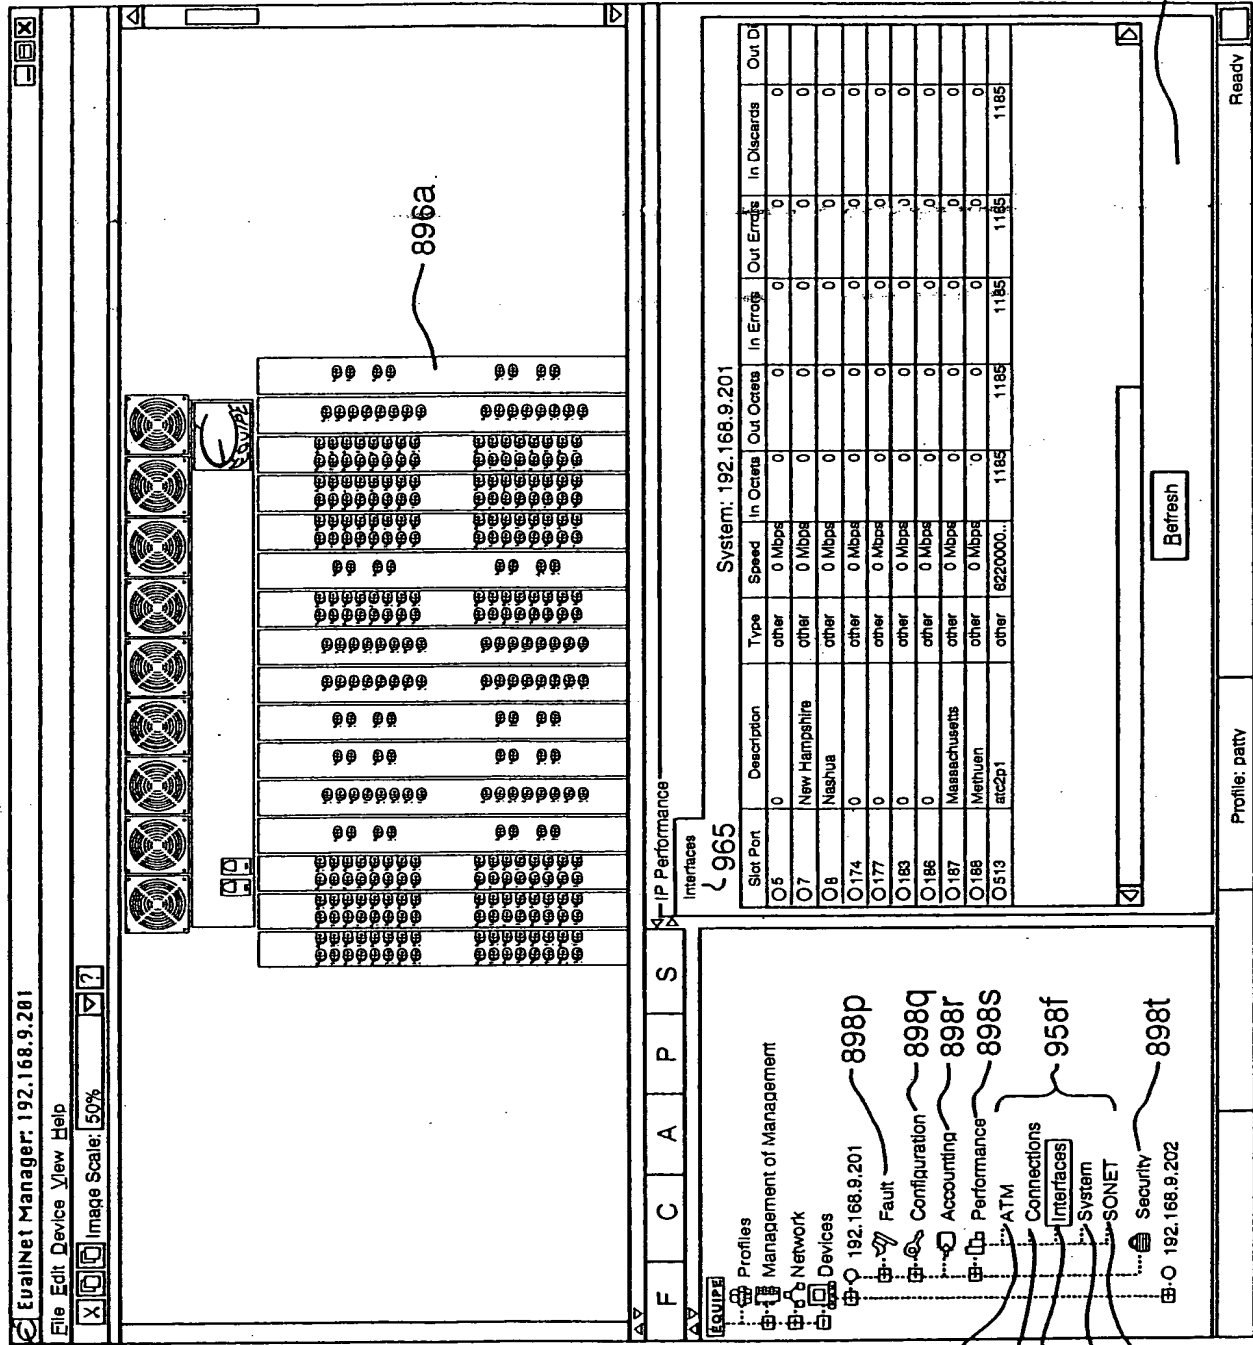 EuallNet Manager: 192.168.9.201
File Edit Device View Help
X Image Scale: 50% ?
EQUIPE
896a
F C A P S
EQUIPE
Profiles
Management of Management
Network
Devices
192.168.9.201
Fault
Configuration
Accounting
Performance
ATM
Connections
Interfaces
System
SONET
Security
192.168.9.202
898p
898q
898r
898s
958f
898t
IP Performance
Interfaces
965
System: 192.168.9.201
Slot Port Description Type Speed In Octets Out Octets In Errors Out Errors In Discards Out Di
5 0 other 0 Mbps 0 0 0 0 0
7 New Hampshire other 0 Mbps 0 0 0 0 0
8 Nashua other 0 Mbps 0 0 0 0 0
174 0 other 0 Mbps 0 0 0 0 0
177 0 other 0 Mbps 0 0 0 0 0
183 0 other 0 Mbps 0 0 0 0 0
186 0 other 0 Mbps 0 0 0 0 0
187 Massachusetts other 0 Mbps 0 0 0 0 0
188 Methuen other 0 Mbps 0 0 0 0 0
513 atc2p1 other 6220000... 1185 1185 1185 1185 1185
Befresh
Profile: patty
Ready